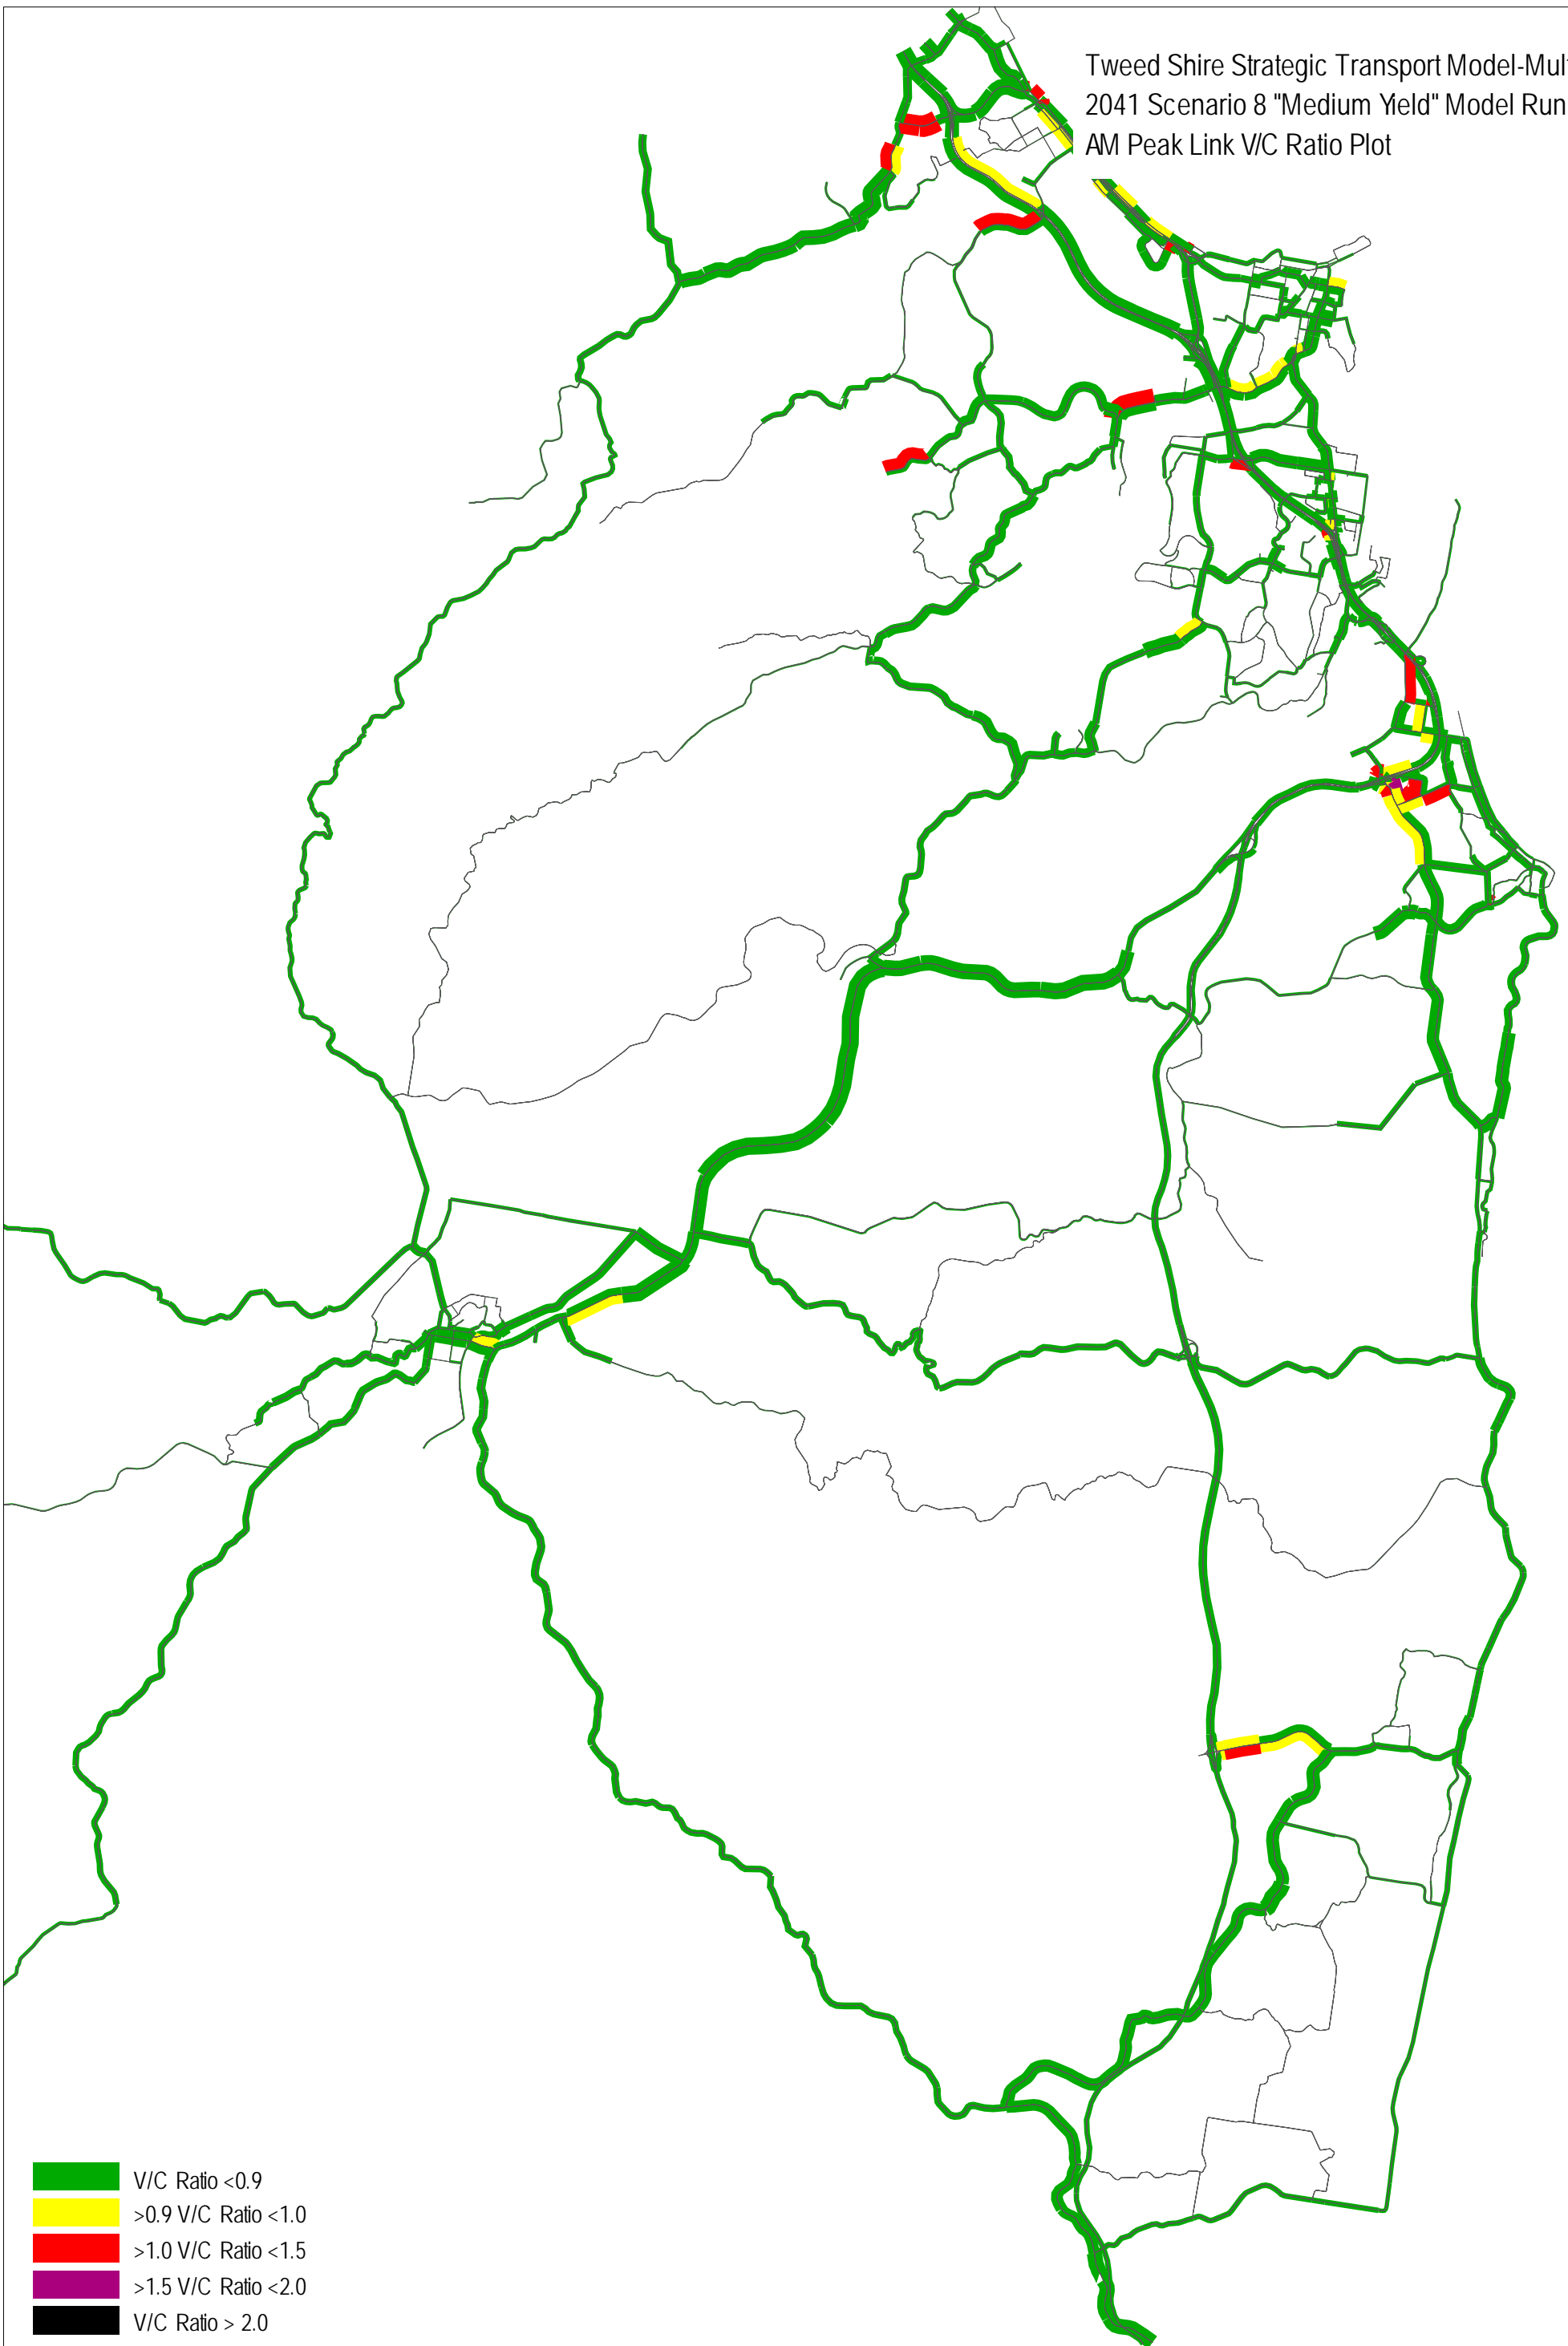 Tweed Shire Strategic Transport Model-Mul
2041 Scenario 8 "Medium Yield" Model Run
AM Peak Link V/C Ratio Plot
V/C Ratio <0.9
>0.9 V/C Ratio <1.0
>1.0 V/C Ratio <1.5
>1.5 V/C Ratio <2.0
V/C Ratio > 2.0